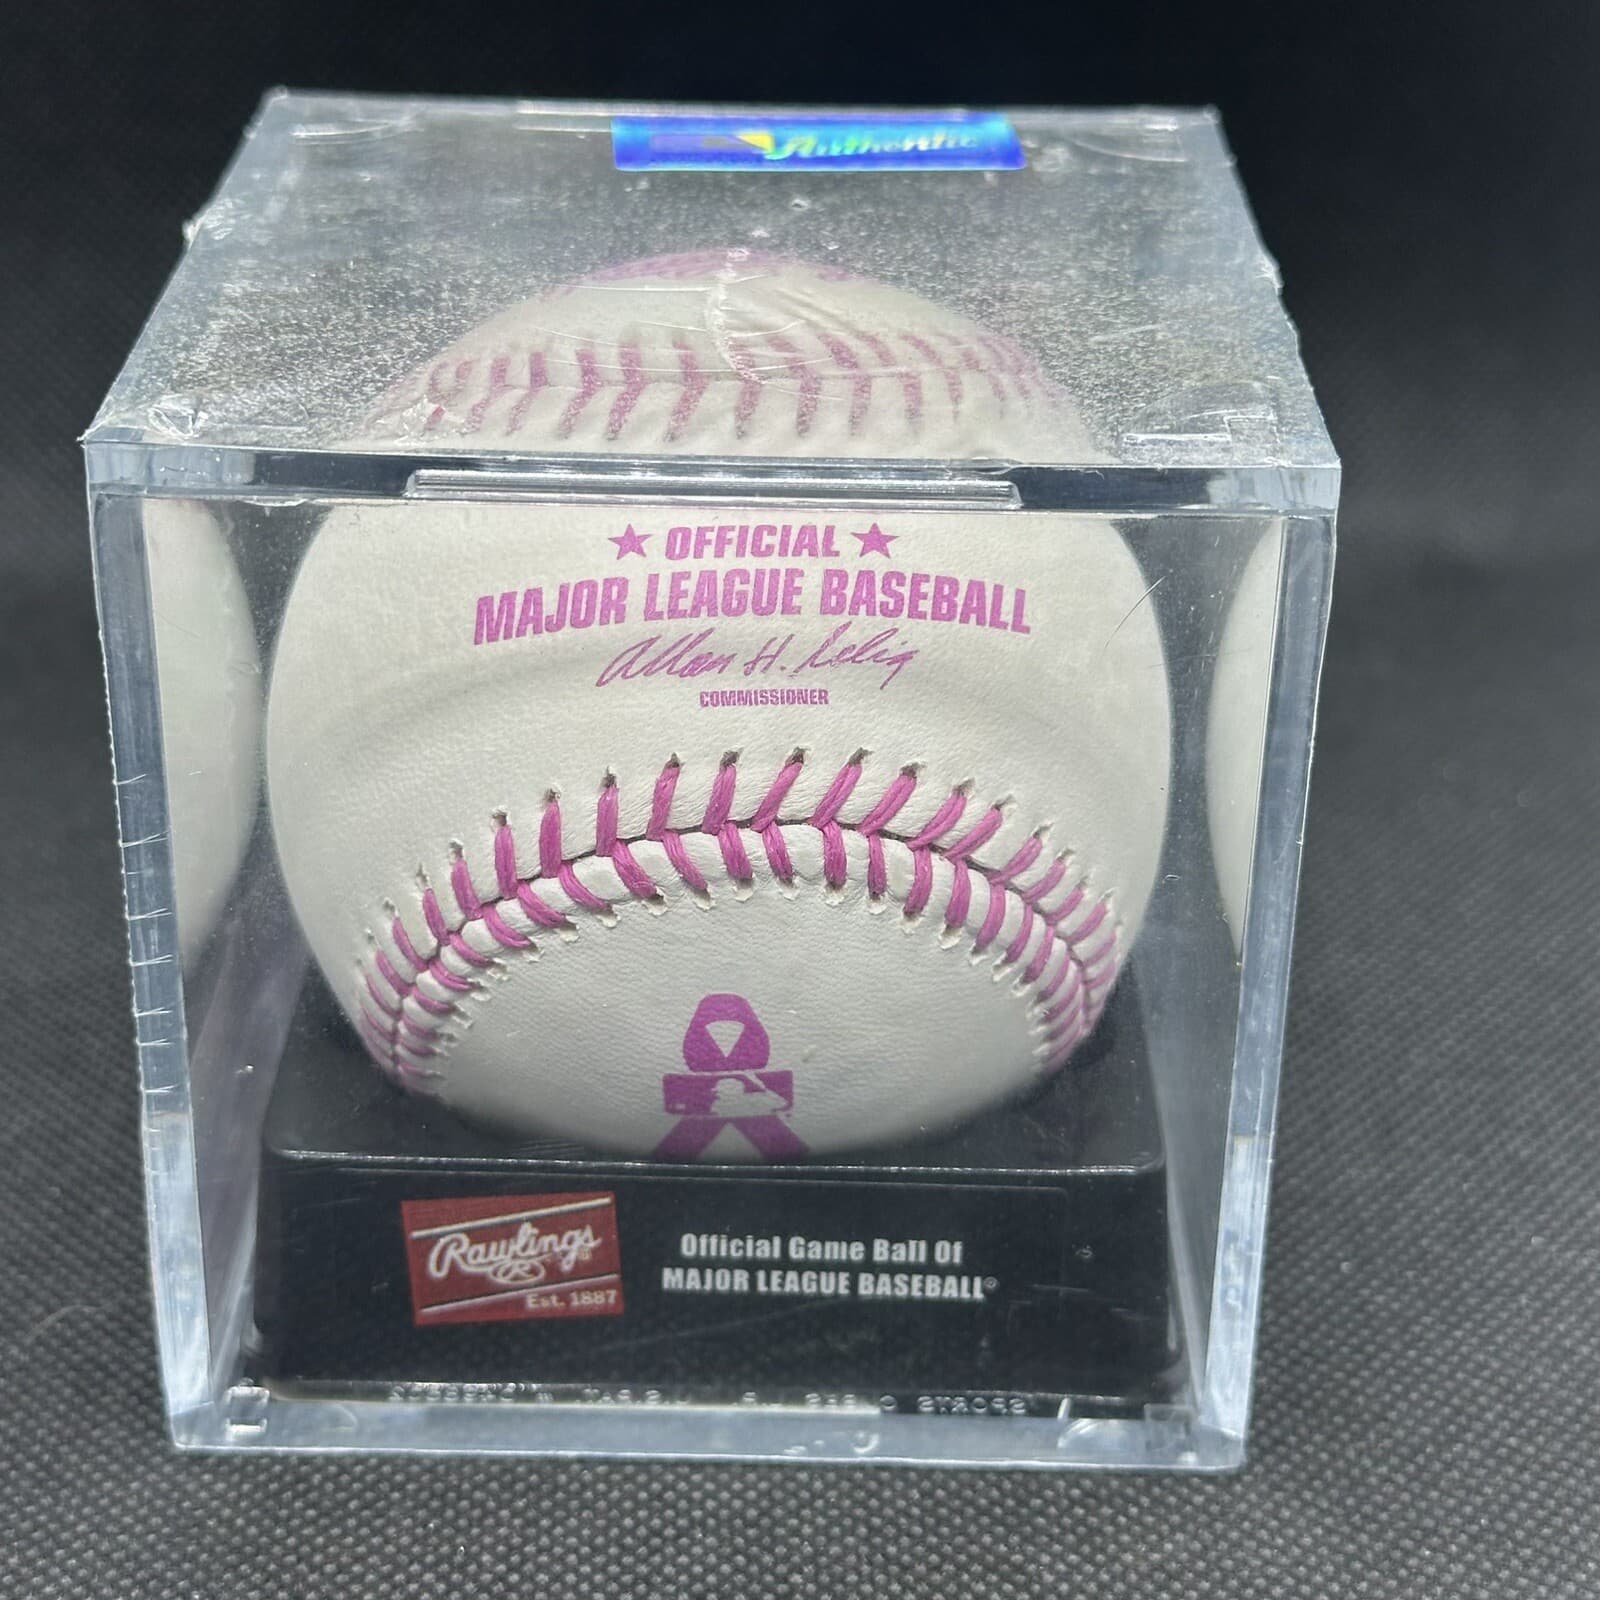 Authentic
★ OFFICIAL ★
MAJOR LEAGUE BASEBALL
Allan H. Selig
COMMISSIONER
Rawlings®
R
Est. 1887
Official Game Ball Of
MAJOR LEAGUE BASEBALL®